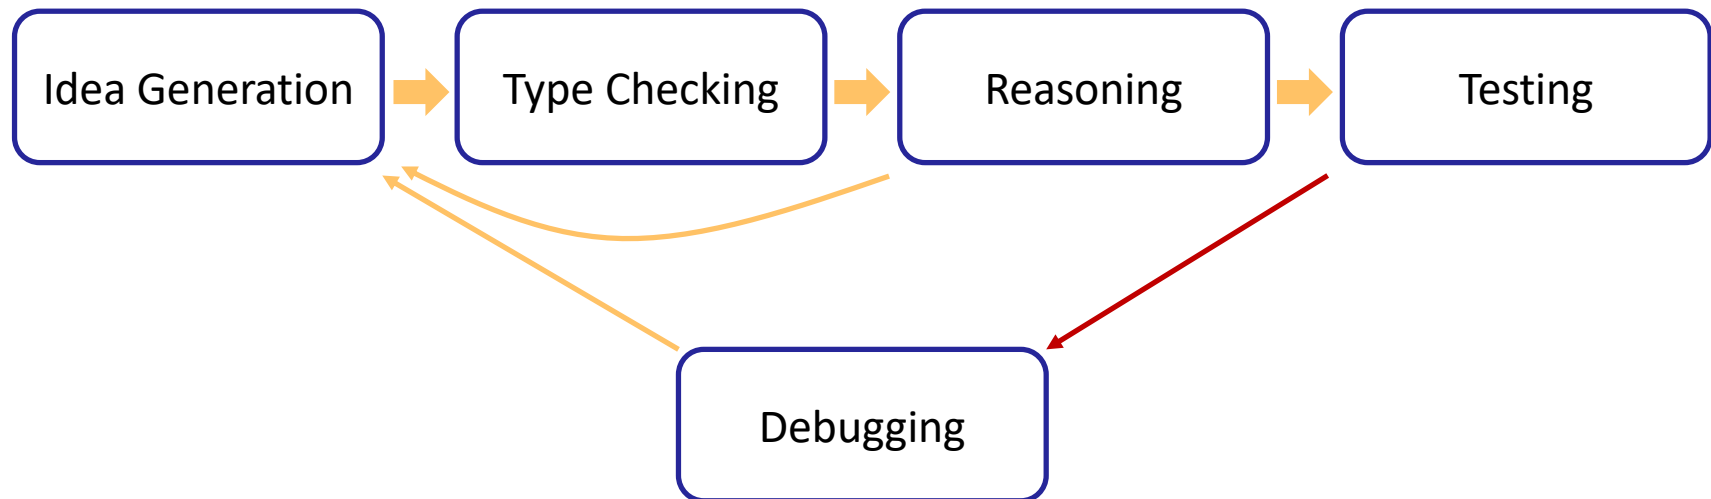 Idea Generation
Type Checking
Reasoning
Testing
Debugging